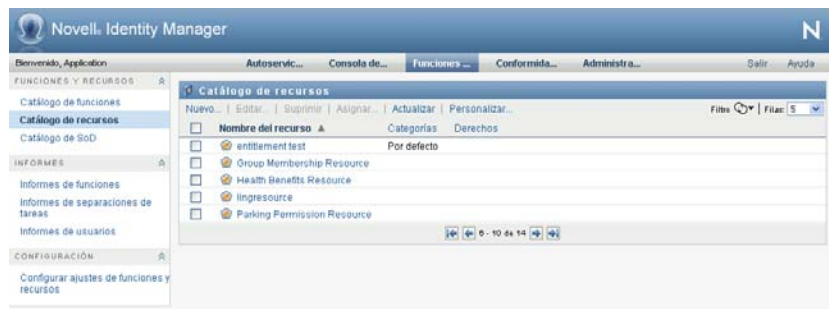 Novell® Identity Manager
N
Bienvenido, Application
Autoservic... Consola de... Funciones ... Conformida... Administra... Salir Ayuda
FUNCIONES Y RECURSOS
Catálogo de funciones
Catálogo de recursos
Catálogo de SoD
INFORMES
Informes de funciones
Informes de separaciones de
tareas
Informes de usuarios
CONFIGURACIÓN
Configurar ajustes de funciones y
recursos
Catálogo de recursos
Nuevo... | Editar... | Suprimir | Asignar... | Actualizar | Personalizar... Filtro | Filas: 5
Nombre del recurso Categorías Derechos
entitlement test Por defecto
Group Membership Resource
Health Benefits Resource
lingresource
Parking Permission Resource
6 - 10 de 14